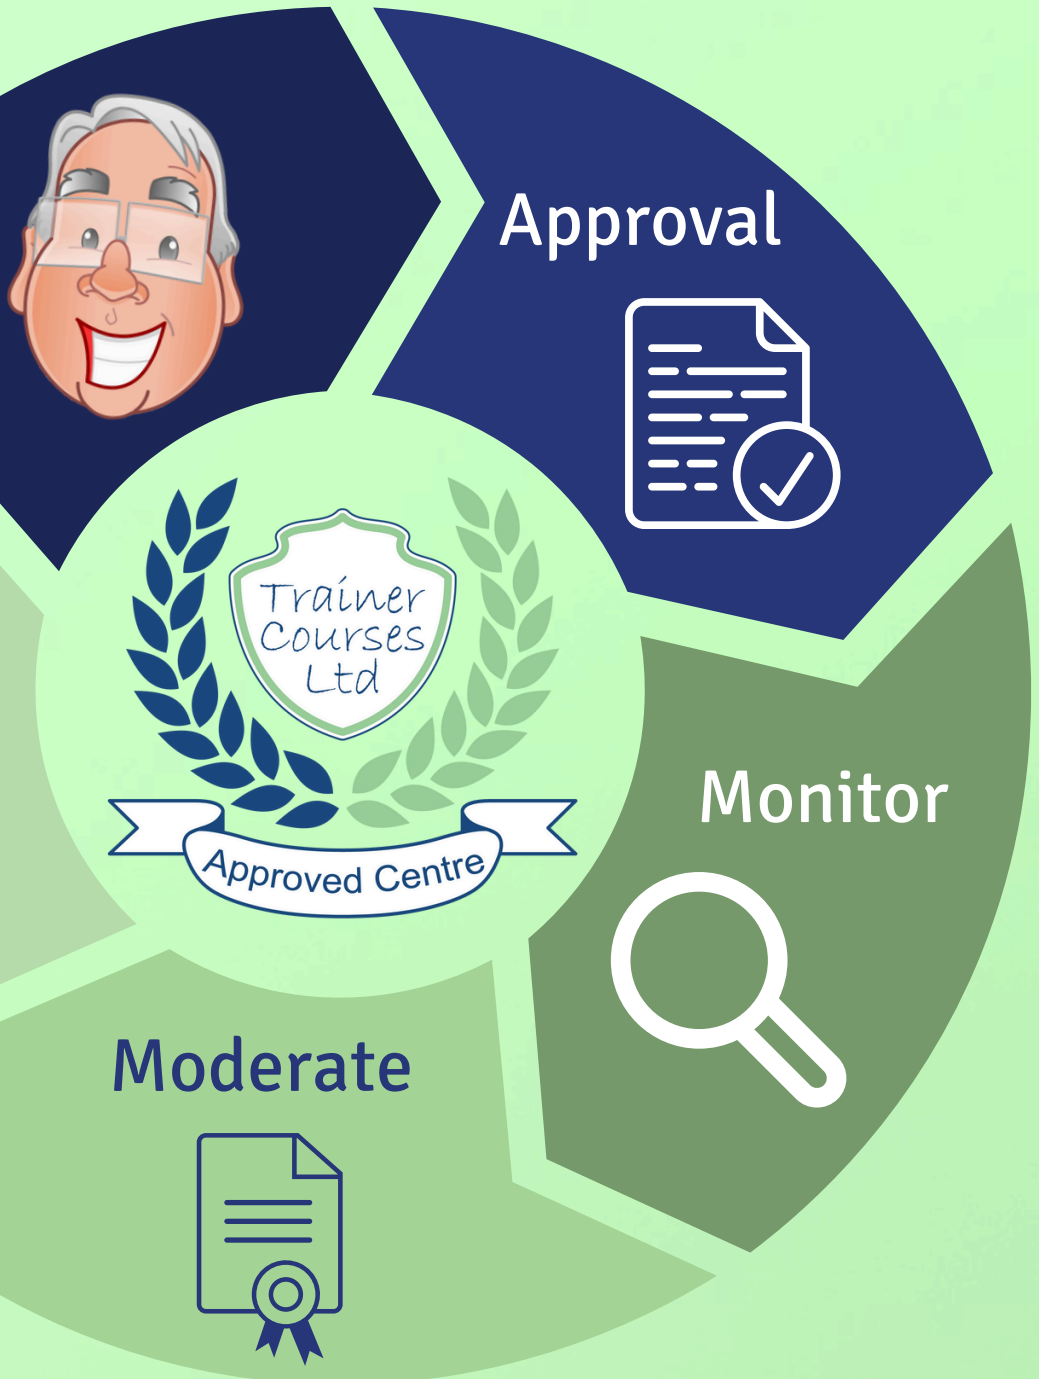 Approval
Trainer
Courses
Ltd
Approved Centre
Monitor
Moderate